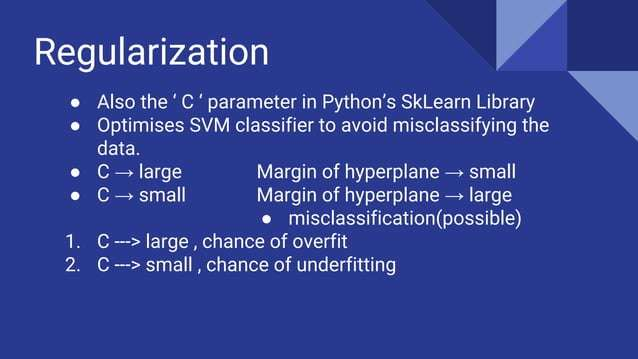 Regularization
● Also the ‘ C ‘ parameter in Python’s SkLearn Library
● Optimises SVM classifier to avoid misclassifying the
data.
● C → large Margin of hyperplane → small
● C → small Margin of hyperplane → large
● misclassification(possible)
1. C ---> large , chance of overfit
2. C ---> small , chance of underfitting